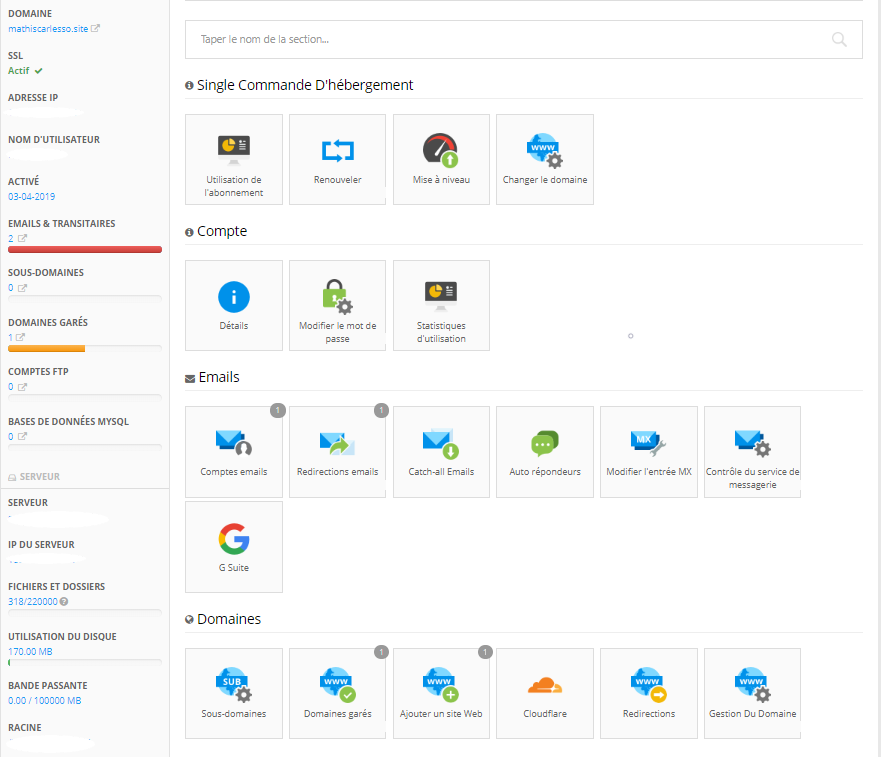 DOMAINE
mathiscarlesso.site
SSL
Actif
ADRESSE IP
NOM D'UTILISATEUR
ACTIVÉ
03-04-2019
EMAILS & TRANSITAIRES
2
SOUS-DOMAINES
0
DOMAINES GARÉS
1
COMPTES FTP
0
BASES DE DONNÉES MYSQL
0
SERVEUR
SERVEUR
IP DU SERVEUR
FICHIERS ET DOSSIERS
318/220000
UTILISATION DU DISQUE
170.00 MB
BANDE PASSANTE
0.00 / 100000 MB
RACINE
Taper le nom de la section...
Single Commande D'hébergement
Utilisation de
l'abonnement
Renouveler
Mise à niveau
WWW
Changer le domaine
Compte
Détails
Modifier le mot de
passe
Statistiques
d'utilisation
Emails
1
Comptes emails
1
Redirections emails
Catch-all Emails
Auto répondeurs
MX
Modifier l'entrée MX
Contrôle du service de
messagerie
G Suite
Domaines
SUB
Sous-domaines
1
WWW
Domaines garés
1
WWW
Ajouter un site Web
Cloudflare
WWW
Redirections
WWW
Gestion Du Domaine